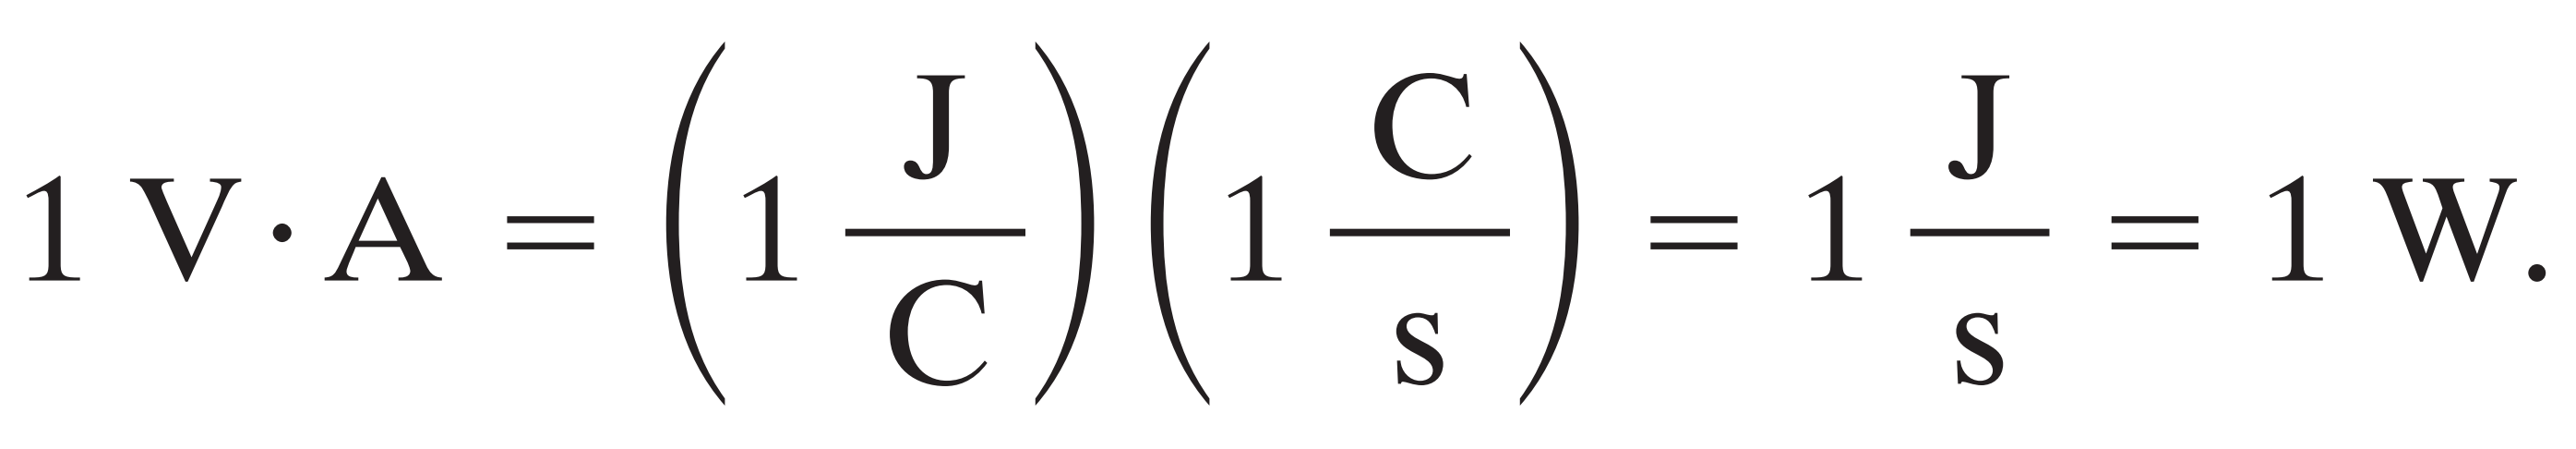 1 V·A = (1 J/C)(1 C/s) = 1 J/s = 1 W.